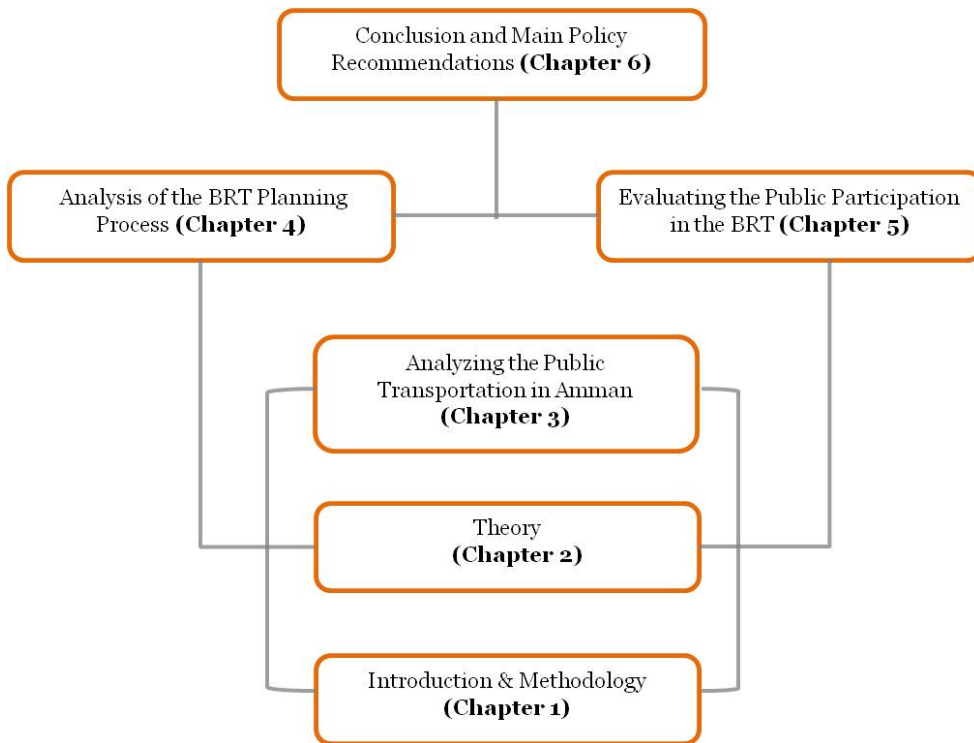 Conclusion and Main Policy
Recommendations (Chapter 6)
Analysis of the BRT Planning
Process (Chapter 4)
Evaluating the Public Participation
in the BRT (Chapter 5)
Analyzing the Public
Transportation in Amman
(Chapter 3)
Theory
(Chapter 2)
Introduction & Methodology
(Chapter 1)